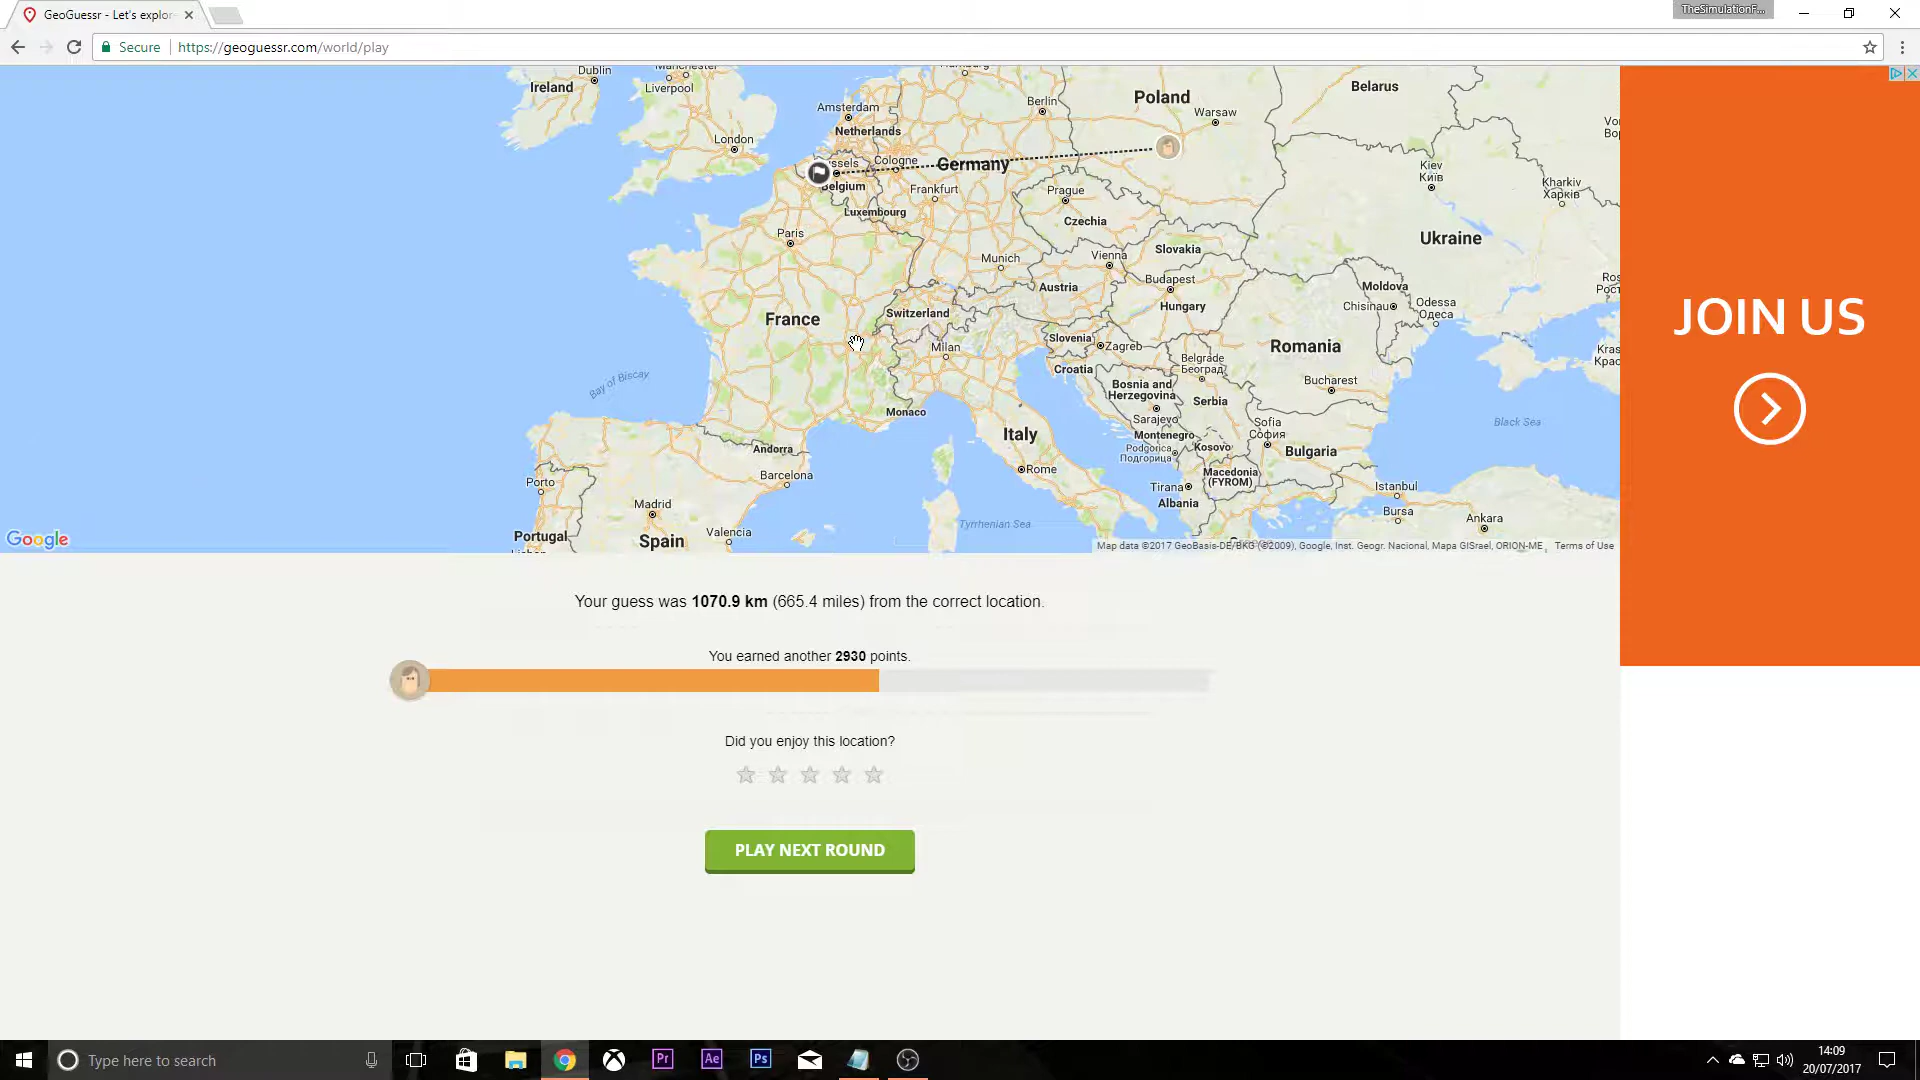 GeoGuessr - Let's explor
TheSimulationF...
Secure
https://geoguessr.com/world/play
Dublin
Ireland
Liverpool
London
Amsterdam
Netherlands
Berlin
Poland
Warsaw
Belarus
Cologne
Germany
Belgium
Frankfurt
Luxembourg
Prague
Czechia
Kiev
Київ
Kharkiv
Харків
Paris
Munich
Vienna
Slovakia
Ukraine
Austria
Budapest
Hungary
Moldova
Chisinau
Odessa
Одеса
France
Switzerland
Milan
Slovenia
Zagreb
Croatia
Romania
Belgrade
Београд
Bosnia and
Herzegovina
Serbia
Bucharest
Bay of Biscay
Monaco
Sarajevo
Italy
Montenegro
Kosovo
Sofia
София
Bulgaria
Black Sea
Andorra
Barcelona
Podgorica
Подгорица
Macedonia
(FYROM)
Porto
Rome
Tirana
Albania
Istanbul
Madrid
Bursa
Ankara
Portugal
Spain
Valencia
Tyrrhenian Sea
Google
Map data ©2017 GeoBasis-DE/BKG (©2009), Google, Inst. Geogr. Nacional, Mapa GISrael, ORION-ME
Terms of Use
JOIN US
Your guess was 1070.9 km (665.4 miles) from the correct location.
You earned another 2930 points.
Did you enjoy this location?
PLAY NEXT ROUND
Type here to search
Pr
Ae
Ps
14:09
20/07/2017